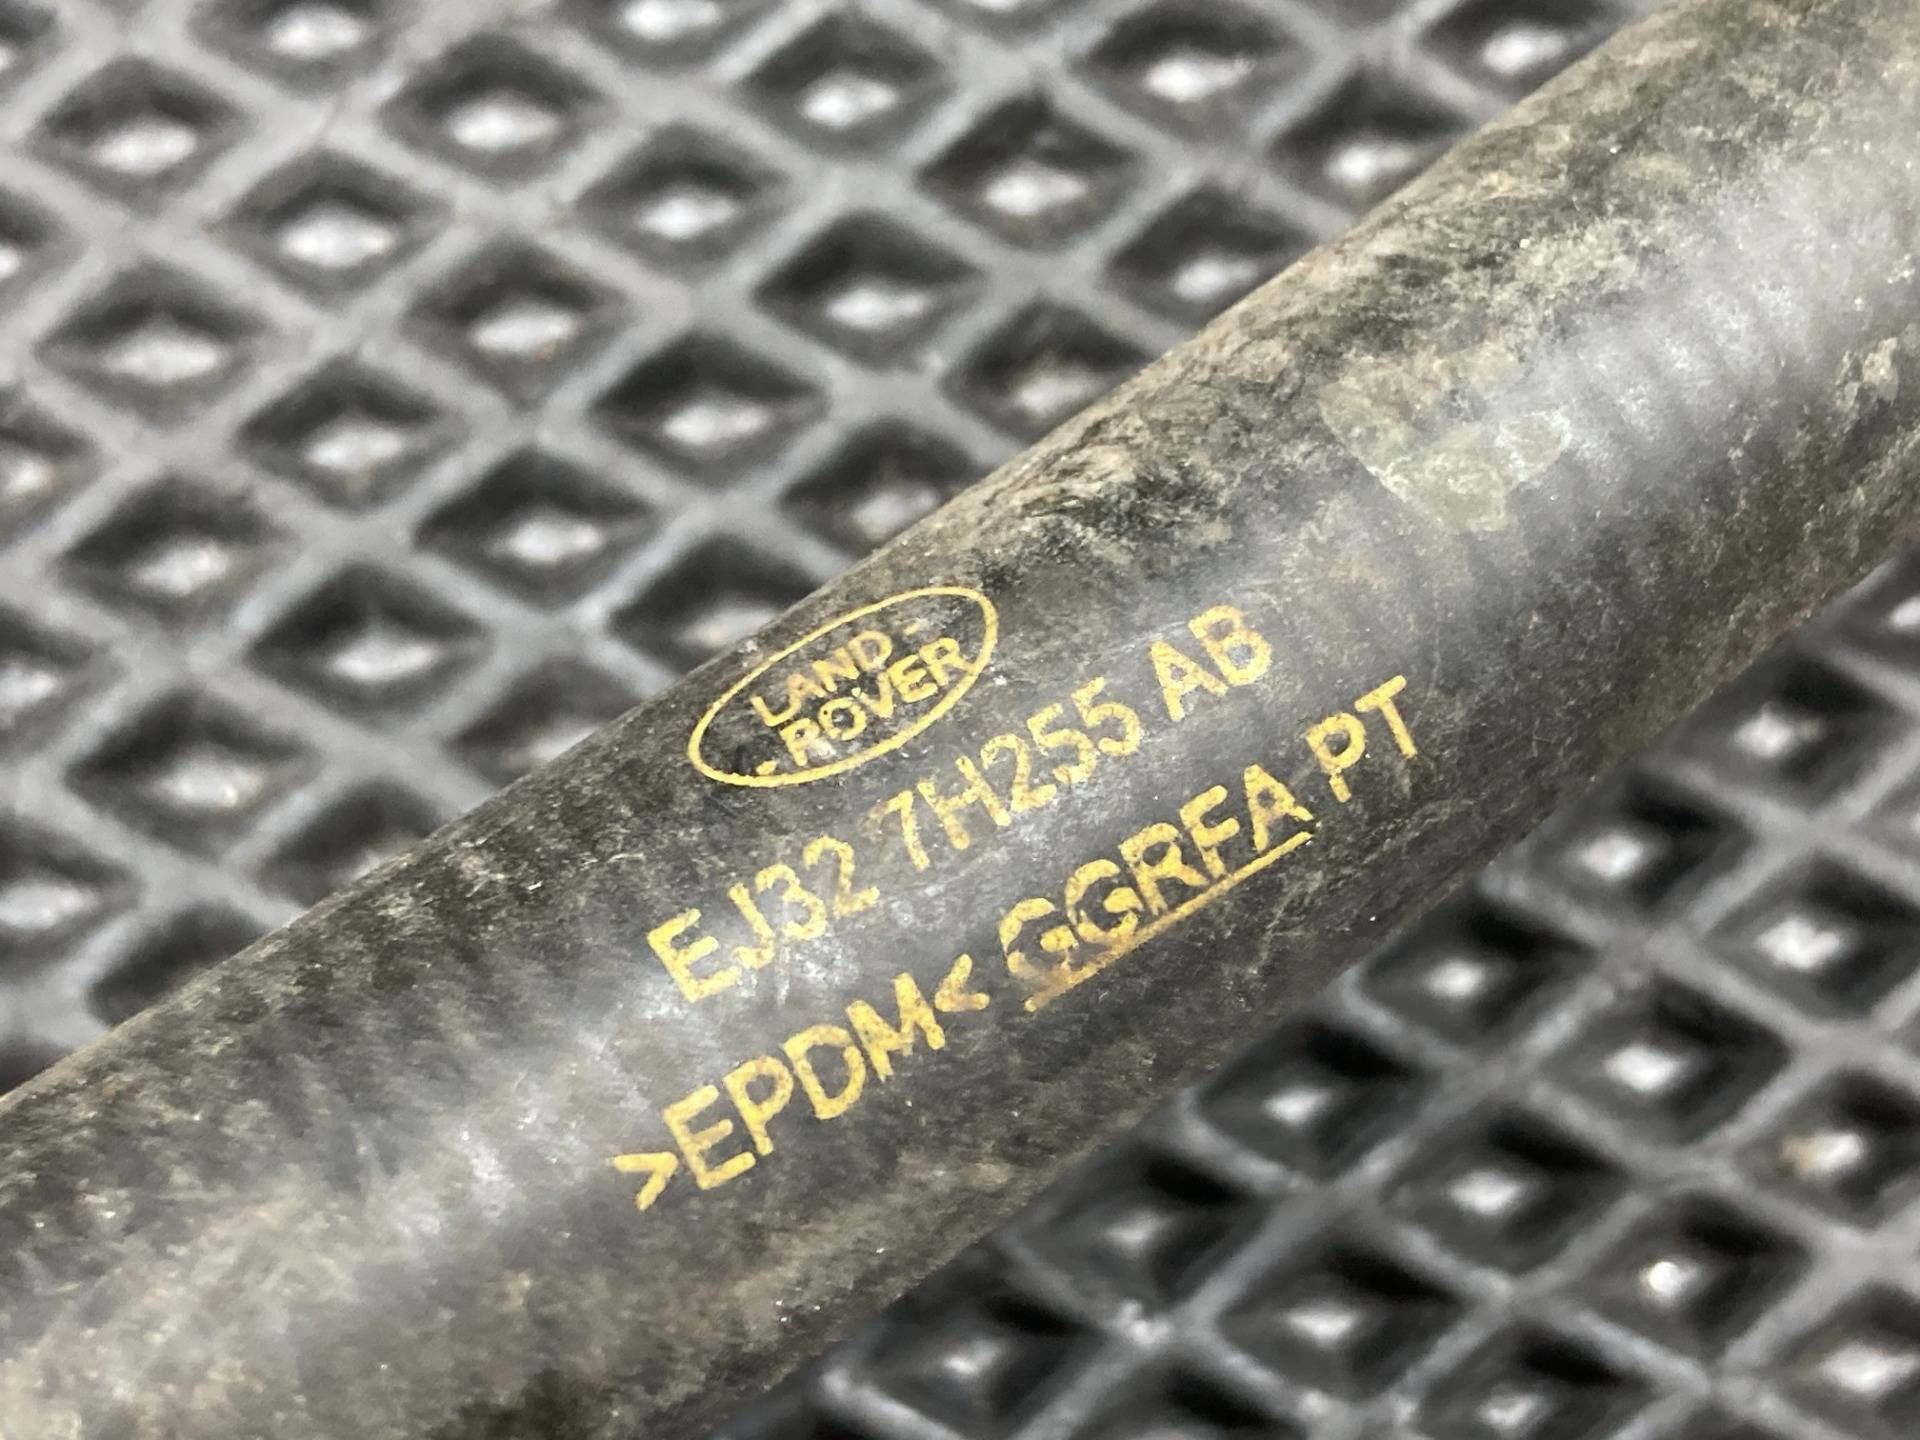 LAND-
-ROVER
EJ32 7H255 AB
>EPDM< GGRFA PT